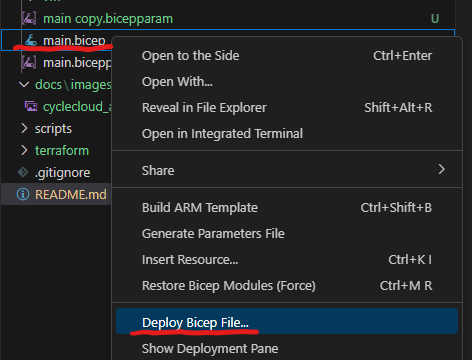 main copy.bicepparam U
main.bicep
main.bicepp
docs\images
cyclecloud_a
scripts
terraform
.gitignore
README.md
Open to the Side Ctrl+Enter
Open With...
Reveal in File Explorer Shift+Alt+R
Open in Integrated Terminal
Share
Build ARM Template Ctrl+Shift+B
Generate Parameters File
Insert Resource... Ctrl+K I
Restore Bicep Modules (Force) Ctrl+M R
Deploy Bicep File...
Show Deployment Pane